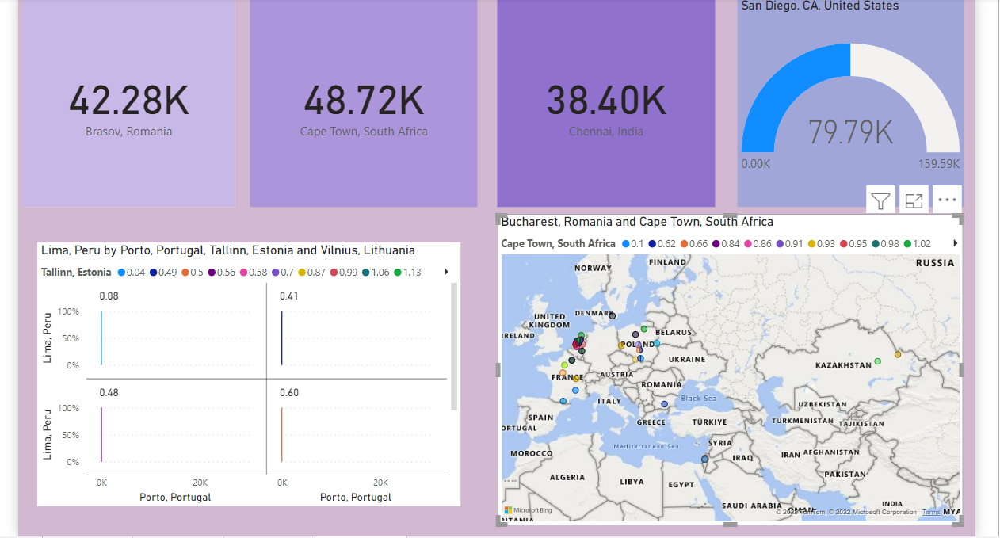 San Diego, CA, United States
42.28K
Brasov, Romania
48.72K
Cape Town, South Africa
38.40K
Chennai, India
79.79K
0.00K
159.59K
Lima, Peru by Porto, Portugal, Tallinn, Estonia and Vilnius, Lithuania
Tallinn, Estonia 0.04 0.49 0.5 0.56 0.58 0.7 0.87 0.99 1.06 1.13
0.08
0.41
100%
50%
0%
Lima, Peru
0.48
0.60
100%
50%
0%
Lima, Peru
0K 20K 0K 20K
Porto, Portugal Porto, Portugal
Bucharest, Romania and Cape Town, South Africa
Cape Town, South Africa 0.1 0.62 0.66 0.84 0.86 0.91 0.93 0.95 0.98 1.02
RUSSIA
FINLAND
NORWAY
DENMARK
UNITED
KINGDOM
IRELAND
BELARUS
POLAND
UKRAINE
KAZAKHSTAN
FRANCE
AUSTRIA
ROMANIA
Black Sea
ITALY
UZBEKISTAN
SPAIN
GREECE
TÜRKİYE
TURKMENISTAN
TAJIKISTAN
ORTUGAL
Mediterranean Sea
SYRIA
MOROCCO
IRAQ
IRAN
AFGHANISTAN
PAKISTAN
ALGERIA
LIBYA
EGYPT
SAUDI ARABIA
OMAN
INDIA
MYA
RITANIA
Microsoft Bing
© 2022 TomTom, © 2022 Microsoft Corporation Terms